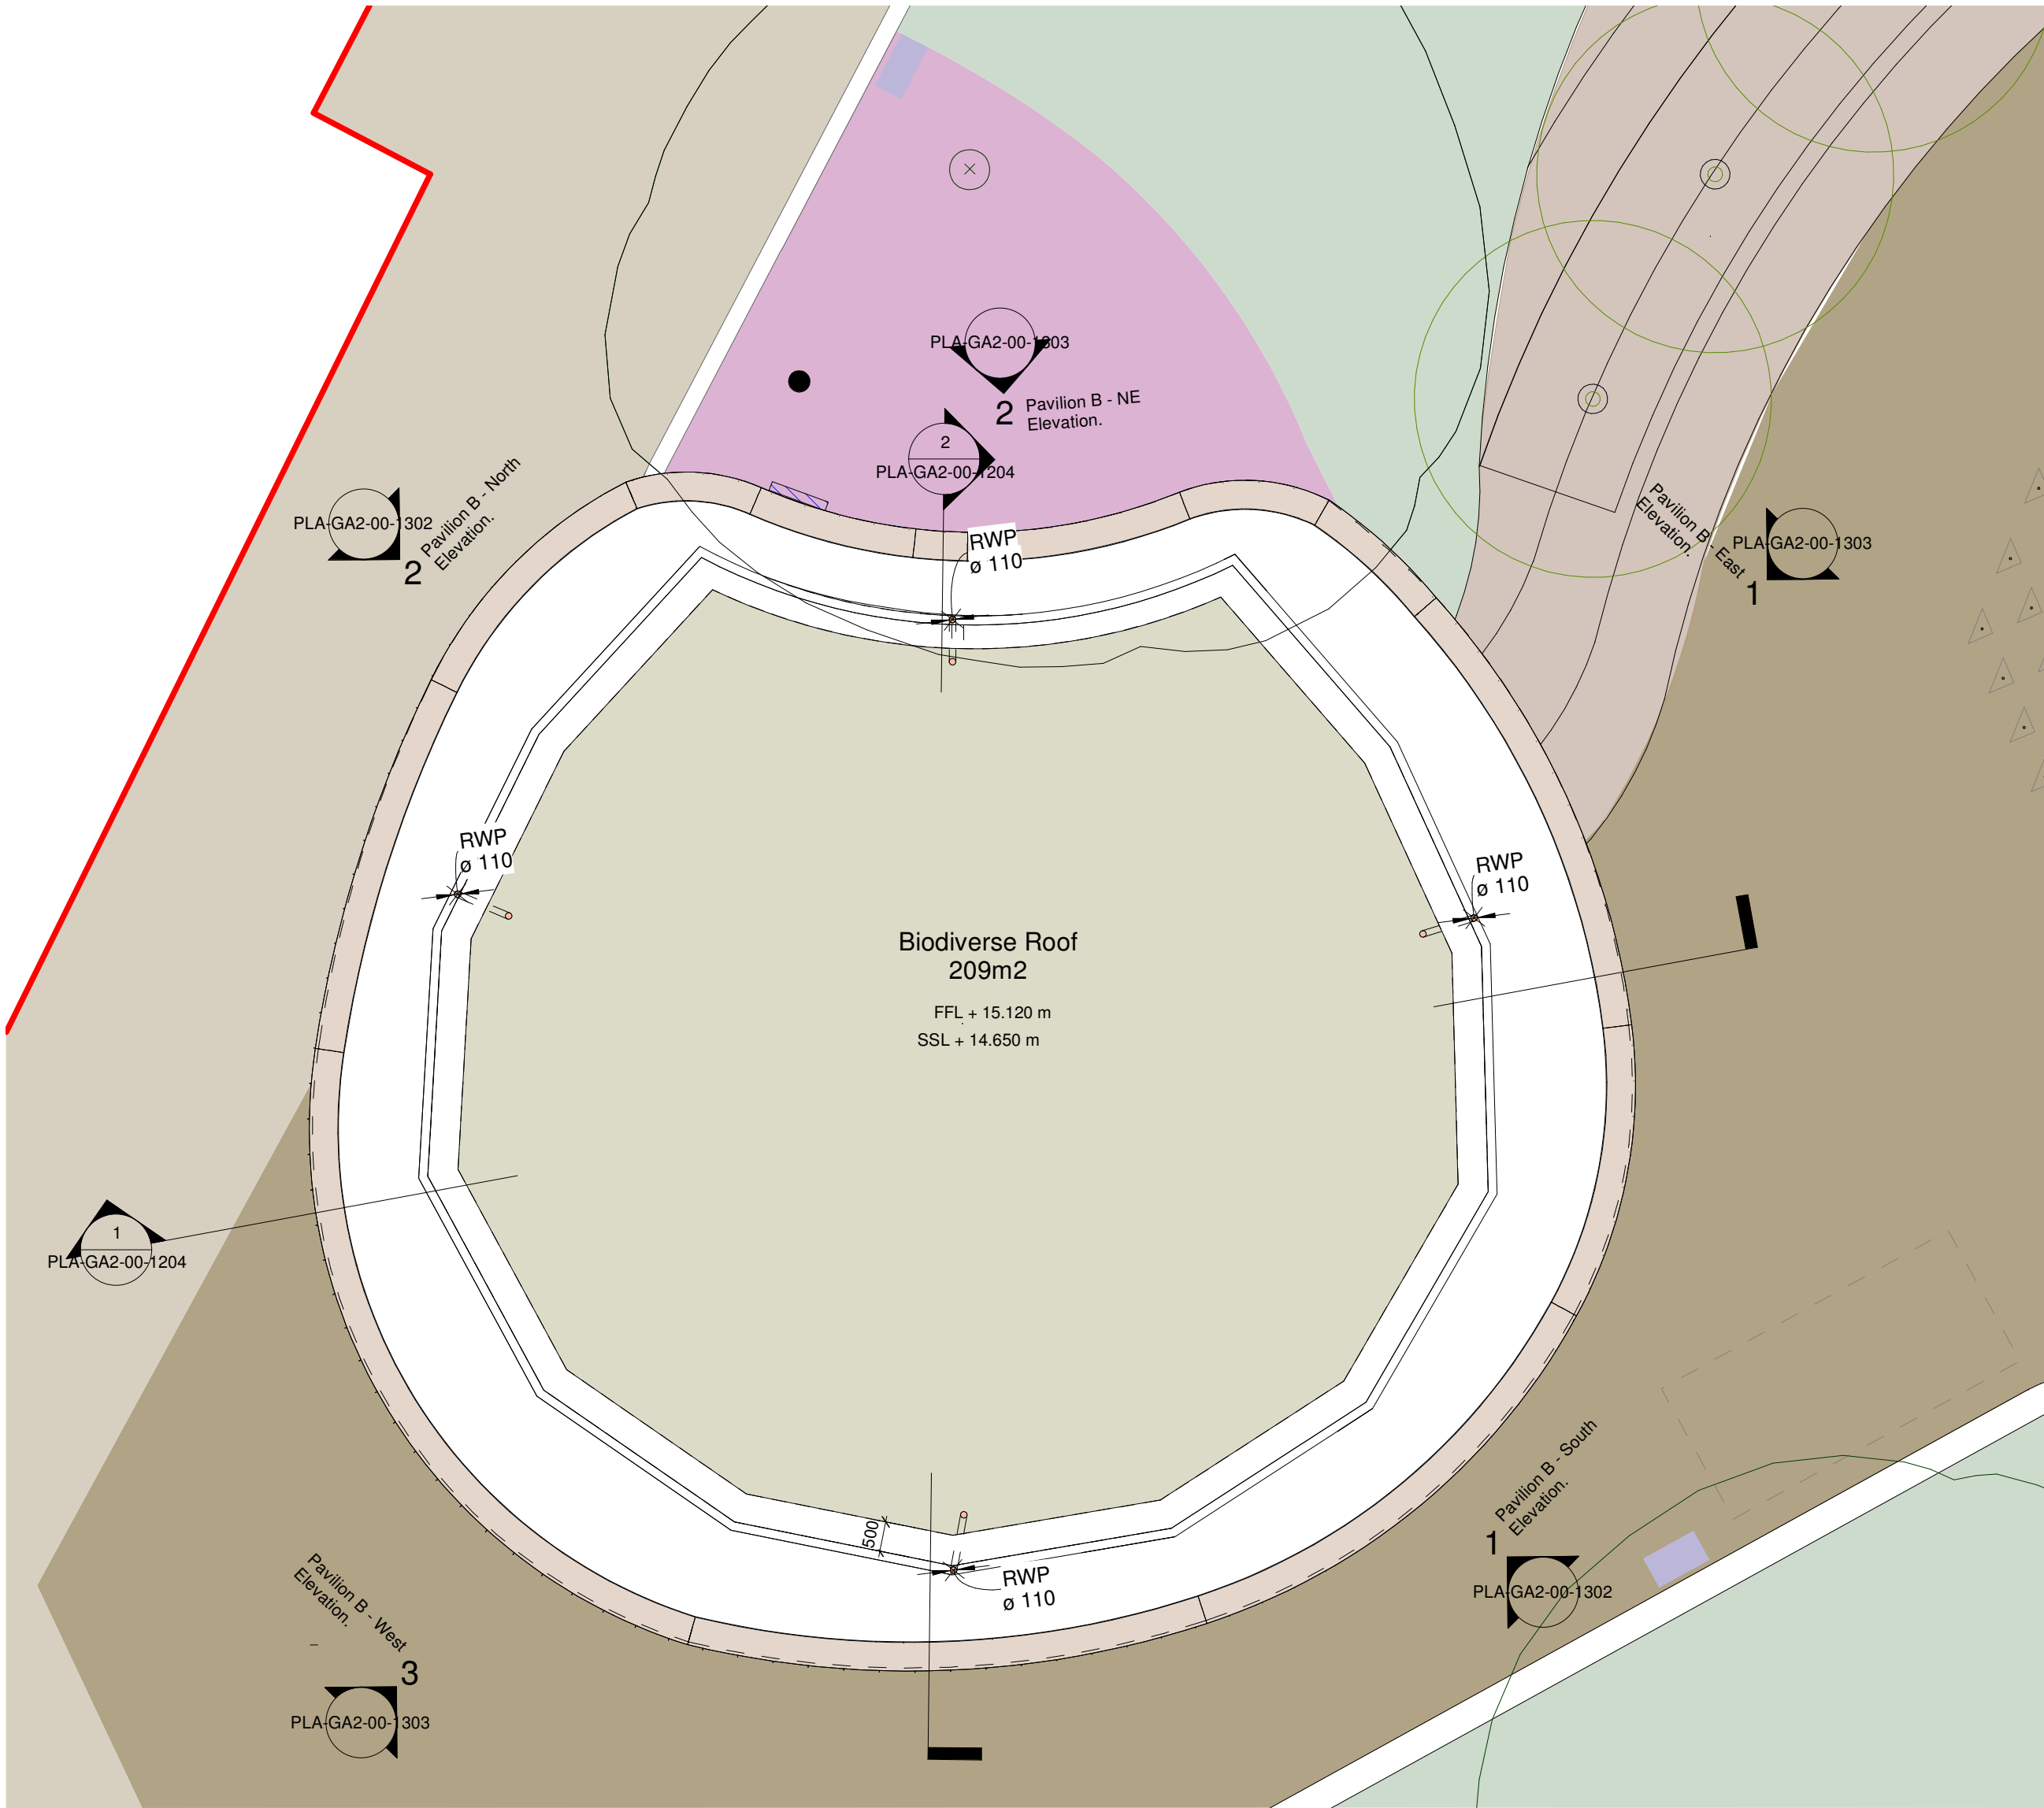 PLA-GA2-00-1303
2
Pavilion B - NE
Elevation.
2
PLA-GA2-00-1204
PLA-GA2-00-1302
2
Pavilion B - North
Elevation.
Pavilion B - East
Elevation.
PLA-GA2-00-1303
1
RWP
ø 110
RWP
ø 110
RWP
ø 110
Biodiverse Roof
209m2
FFL + 15.120 m
SSL + 14.650 m
1
PLA-GA2-00-1204
500
RWP
ø 110
Pavilion B - South
Elevation.
1
PLA-GA2-00-1302
Pavilion B - West
Elevation.
3
PLA-GA2-00-1303